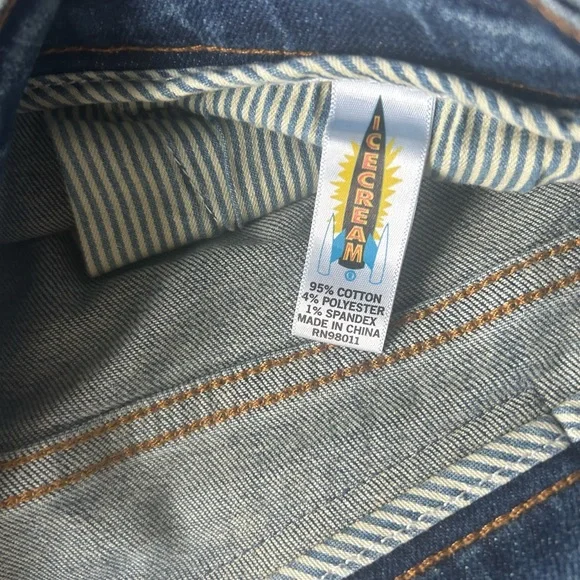 ICECREAM
95% COTTON
4% POLYESTER
1% SPANDEX
MADE IN CHINA
RN98011